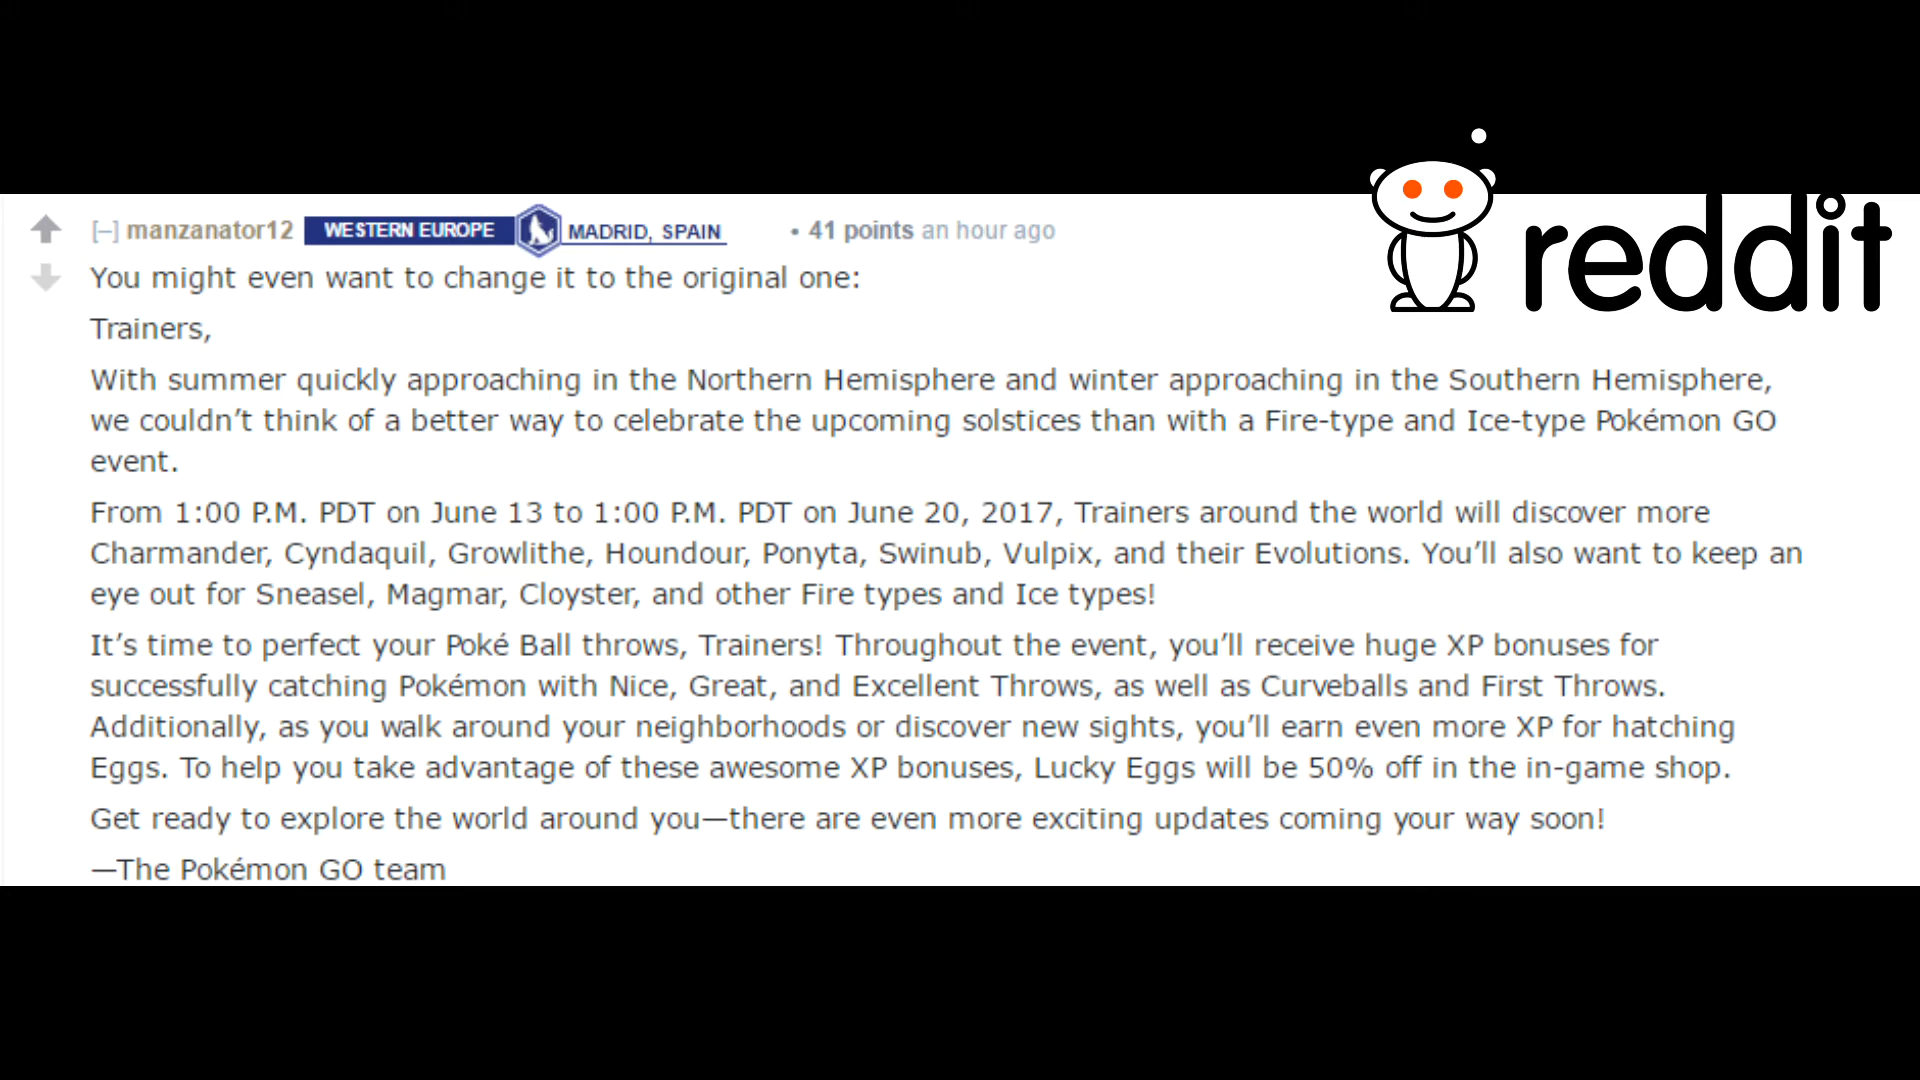 reddit
[–] manzanator12 WESTERN EUROPE MADRID, SPAIN • 41 points an hour ago
You might even want to change it to the original one:
Trainers,
With summer quickly approaching in the Northern Hemisphere and winter approaching in the Southern Hemisphere,
we couldn’t think of a better way to celebrate the upcoming solstices than with a Fire-type and Ice-type Pokémon GO
event.
From 1:00 P.M. PDT on June 13 to 1:00 P.M. PDT on June 20, 2017, Trainers around the world will discover more
Charmander, Cyndaquil, Growlithe, Houndour, Ponyta, Swinub, Vulpix, and their Evolutions. You’ll also want to keep an
eye out for Sneasel, Magmar, Cloyster, and other Fire types and Ice types!
It’s time to perfect your Poké Ball throws, Trainers! Throughout the event, you’ll receive huge XP bonuses for
successfully catching Pokémon with Nice, Great, and Excellent Throws, as well as Curveballs and First Throws.
Additionally, as you walk around your neighborhoods or discover new sights, you’ll earn even more XP for hatching
Eggs. To help you take advantage of these awesome XP bonuses, Lucky Eggs will be 50% off in the in-game shop.
Get ready to explore the world around you—there are even more exciting updates coming your way soon!
—The Pokémon GO team